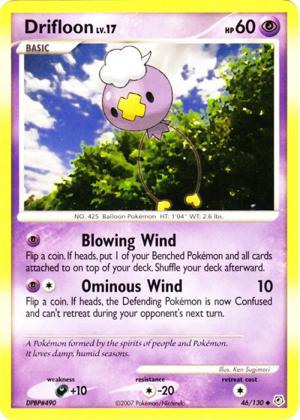 Drifloon LV.17 HP 60
BASIC
NO. 425 Balloon Pokémon HT: 1'04" WT: 2.6 lbs.
Blowing Wind
Flip a coin. If heads, put 1 of your Benched Pokémon and all cards
attached to on top of your deck. Shuffle your deck afterward.
Ominous Wind 10
Flip a coin. If heads, the Defending Pokémon is now Confused
and can't retreat during your opponent's next turn.
Illus. Ken Sugimori
A Pokémon formed by the spirits of people and Pokémon.
It loves damp, humid seasons.
weakness resistance retreat cost
+10 -20
DPBP#490 ©2007 Pokémon/Nintendo 46/130